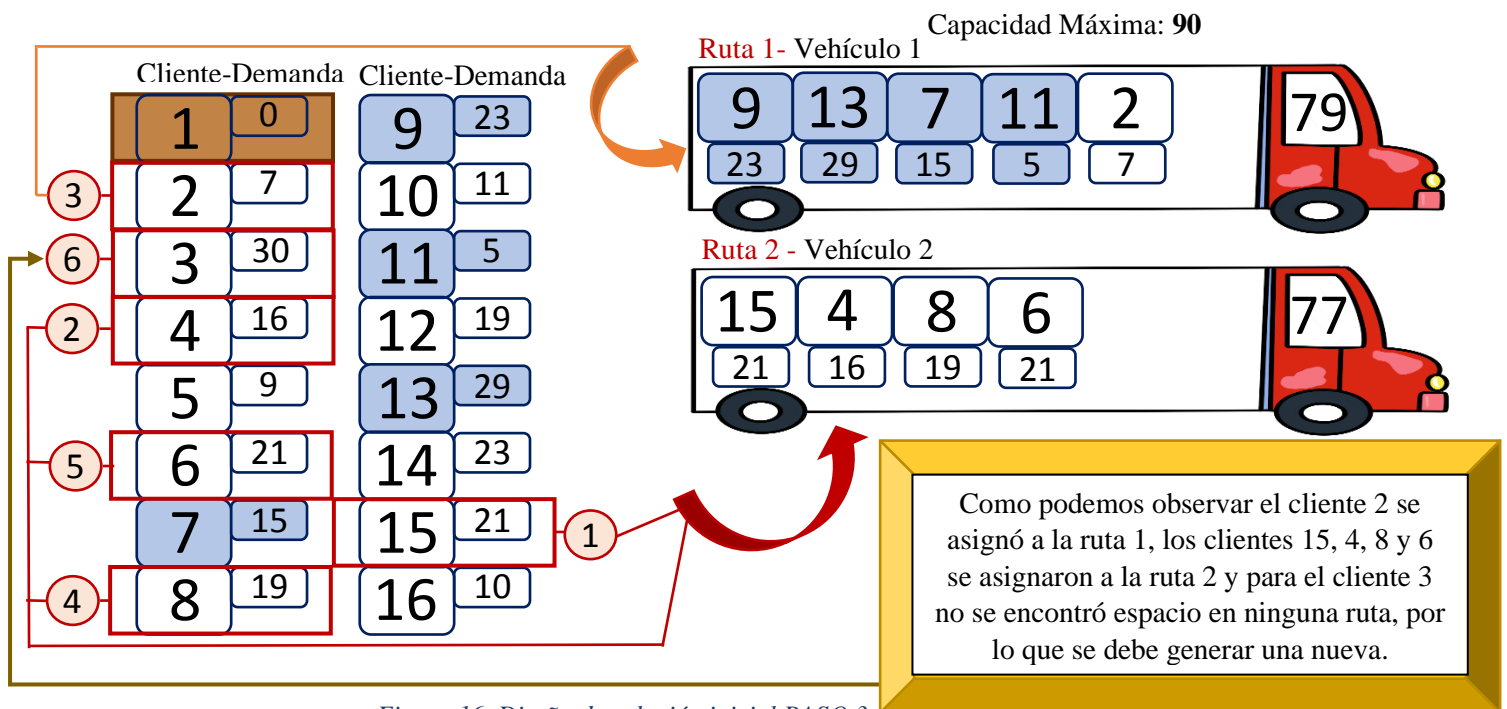 Capacidad Máxima: 90
Cliente-Demanda
1 0
3 2 7
6 3 30
2 4 16
5 9
5 6 21
7 15
4 8 19
Cliente-Demanda
9 23
10 11
11 5
12 19
13 29
14 23
15 21 1
16 10
Ruta 1- Vehículo 1
9 13 7 11 2
23 29 15 5 7
79
Ruta 2 - Vehículo 2
15 4 8 6
21 16 19 21
77
Como podemos observar el cliente 2 se
asignó a la ruta 1, los clientes 15, 4, 8 y 6
se asignaron a la ruta 2 y para el cliente 3
no se encontró espacio en ninguna ruta, por
lo que se debe generar una nueva.